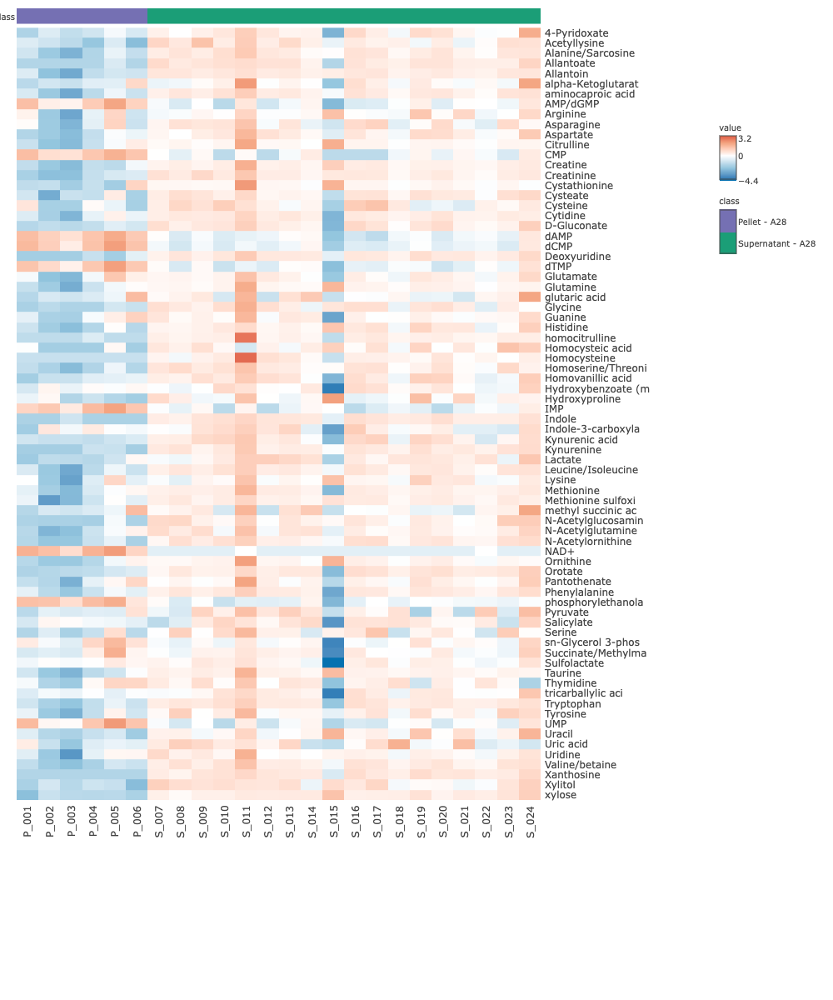 lass
4-Pyridoxate
Acetyllysine
Alanine/Sarcosine
Allantoate
Allantoin
alpha-Ketoglutarat
aminocaproic acid
AMP/dGMP
Arginine
Asparagine
Aspartate
Citrulline
CMP
Creatine
Creatinine
Cystathionine
Cysteate
Cysteine
Cytidine
D-Gluconate
dAMP
dCMP
Deoxyuridine
dTMP
Glutamate
Glutamine
glutaric acid
Glycine
Guanine
Histidine
homocitrulline
Homocysteic acid
Homocysteine
Homoserine/Threoni
Homovanillic acid
Hydroxybenzoate (m
Hydroxyproline
IMP
Indole
Indole-3-carboxyla
Kynurenic acid
Kynurenine
Lactate
Leucine/Isoleucine
Lysine
Methionine
Methionine sulfoxi
methyl succinic ac
N-Acetylglucosamin
N-Acetylglutamine
N-Acetylornithine
NAD+
Ornithine
Orotate
Pantothenate
Phenylalanine
phosphorylethanola
Pyruvate
Salicylate
Serine
sn-Glycerol 3-phos
Succinate/Methylma
Sulfolactate
Taurine
Thymidine
tricarballylic aci
Tryptophan
Tyrosine
UMP
Uracil
Uric acid
Uridine
Valine/betaine
Xanthosine
Xylitol
xylose
P_001
P_002
P_003
P_004
P_005
P_006
S_007
S_008
S_009
S_010
S_011
S_012
S_013
S_014
S_015
S_016
S_017
S_018
S_019
S_020
S_021
S_022
S_023
S_024
value
3.2
0
−4.4
class
Pellet - A28
Supernatant - A28